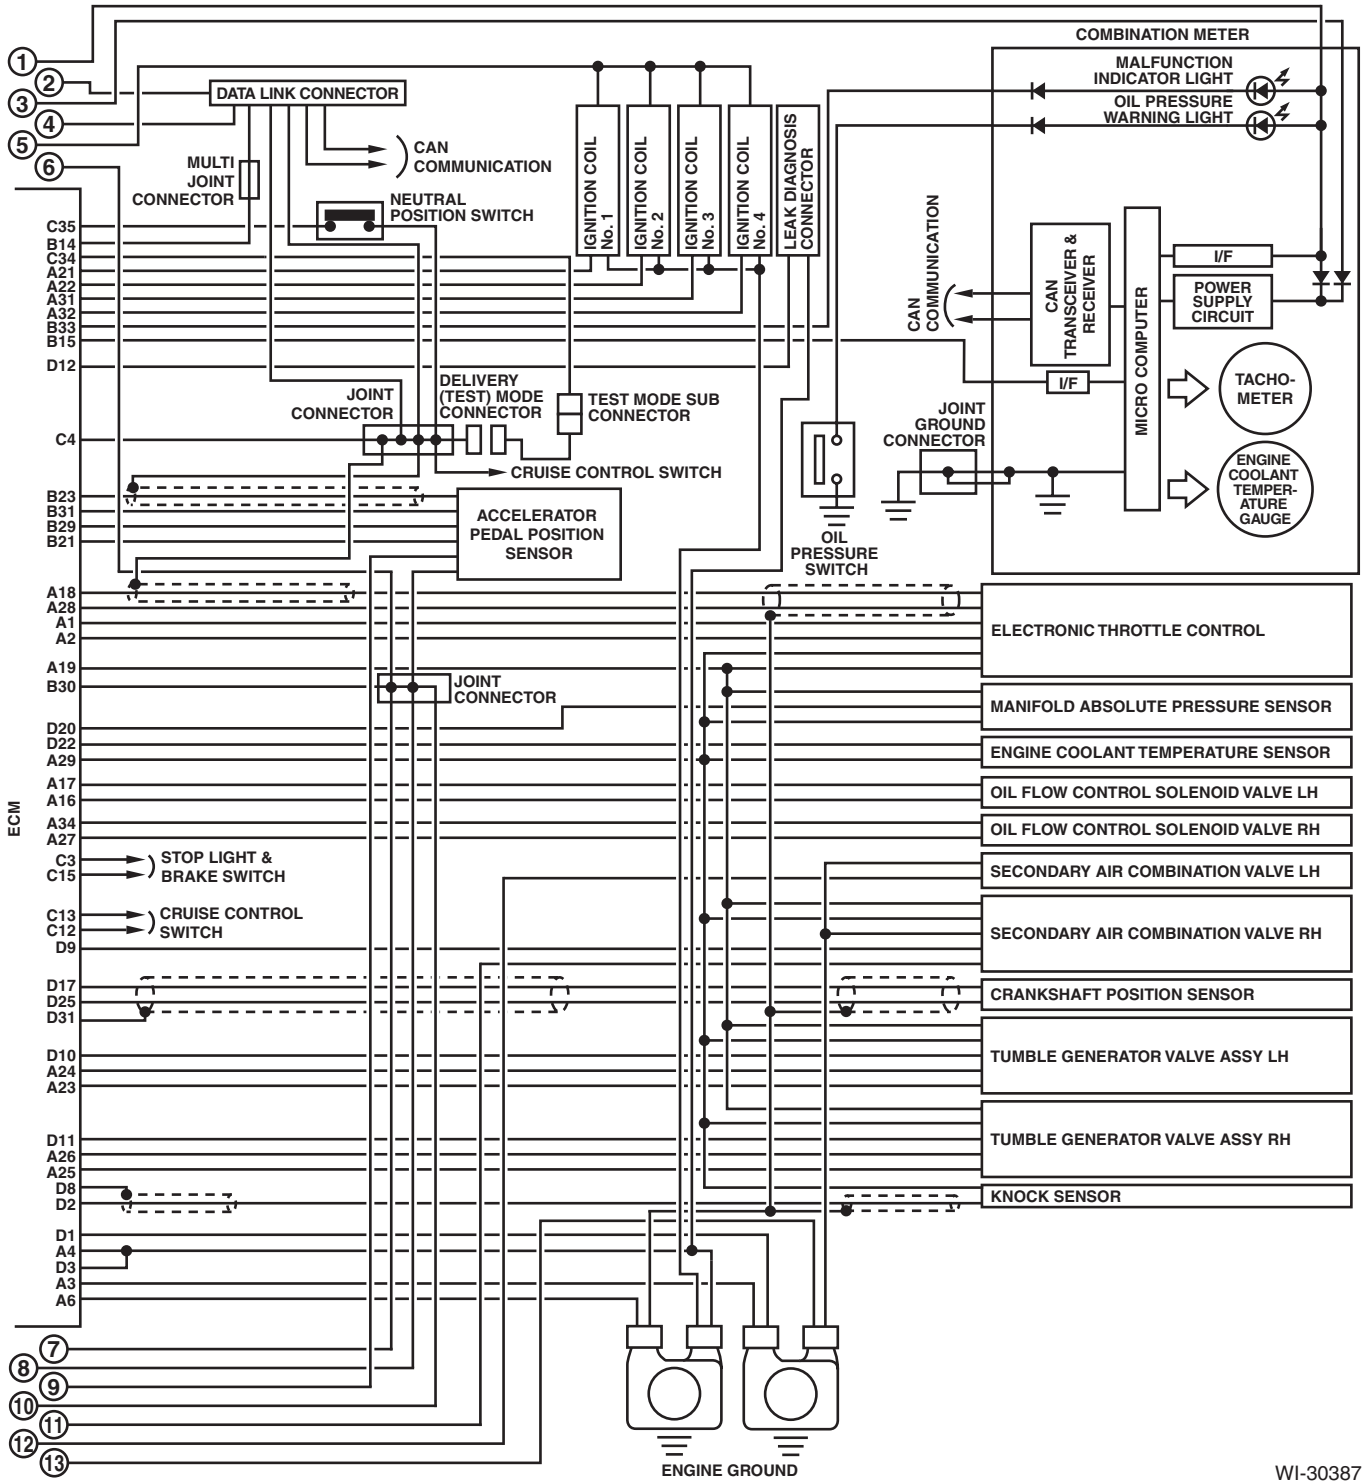 COMBINATION METER
1
2
3
4
5
6
DATA LINK CONNECTOR
MALFUNCTION
INDICATOR LIGHT
OIL PRESSURE
WARNING LIGHT
CAN
COMMUNICATION
MULTI
JOINT
CONNECTOR
NEUTRAL
POSITION SWITCH
IGNITION COIL
No. 1
IGNITION COIL
No. 2
IGNITION COIL
No. 3
IGNITION COIL
No. 4
LEAK DIAGNOSIS
CONNECTOR
CAN
COMMUNICATION
CAN
TRANSCEIVER &
RECEIVER
MICRO COMPUTER
I/F
POWER
SUPPLY
CIRCUIT
I/F
TACHO-
METER
ENGINE
COOLANT
TEMPER-
ATURE
GAUGE
C35
B14
C34
A21
A22
A31
A32
B33
B15
D12
JOINT
CONNECTOR
DELIVERY
(TEST) MODE
CONNECTOR
TEST MODE SUB
CONNECTOR
JOINT
GROUND
CONNECTOR
C4
CRUISE CONTROL SWITCH
B23
B31
B29
B21
ACCELERATOR
PEDAL POSITION
SENSOR
OIL
PRESSURE
SWITCH
A18
A28
A1
A2
ELECTRONIC THROTTLE CONTROL
A19
B30
JOINT
CONNECTOR
MANIFOLD ABSOLUTE PRESSURE SENSOR
D20
D22
A29
ENGINE COOLANT TEMPERATURE SENSOR
A17
A16
OIL FLOW CONTROL SOLENOID VALVE LH
ECM
A34
A27
OIL FLOW CONTROL SOLENOID VALVE RH
C3
C15
STOP LIGHT &
BRAKE SWITCH
SECONDARY AIR COMBINATION VALVE LH
C13
C12
CRUISE CONTROL
SWITCH
D9
SECONDARY AIR COMBINATION VALVE RH
D17
D25
D31
CRANKSHAFT POSITION SENSOR
D10
A24
A23
TUMBLE GENERATOR VALVE ASSY LH
D11
A26
A25
TUMBLE GENERATOR VALVE ASSY RH
D8
D2
KNOCK SENSOR
D1
A4
D3
A3
A6
7
8
9
10
11
12
13
ENGINE GROUND
WI-30387